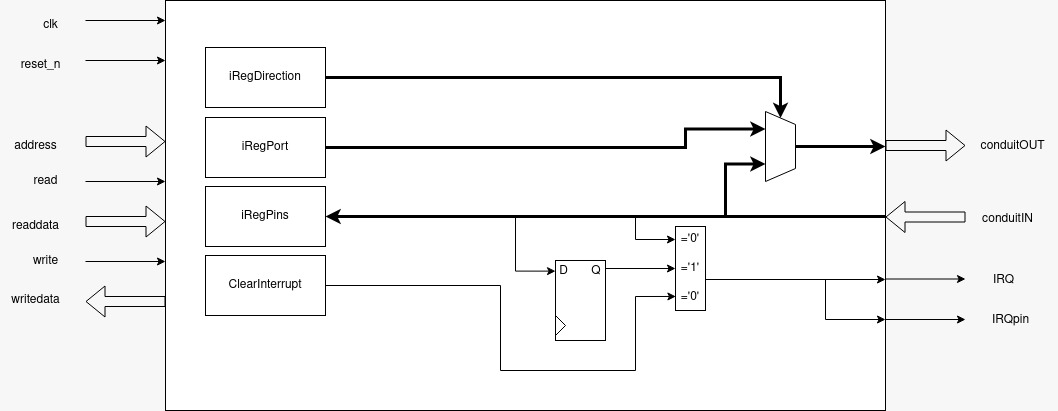 clk
reset_n
address
read
readdata
write
writedata
iRegDirection
iRegPort
iRegPins
ClearInterrupt
D Q
='0'
='1'
='0'
conduitOUT
conduitIN
IRQ
IRQpin